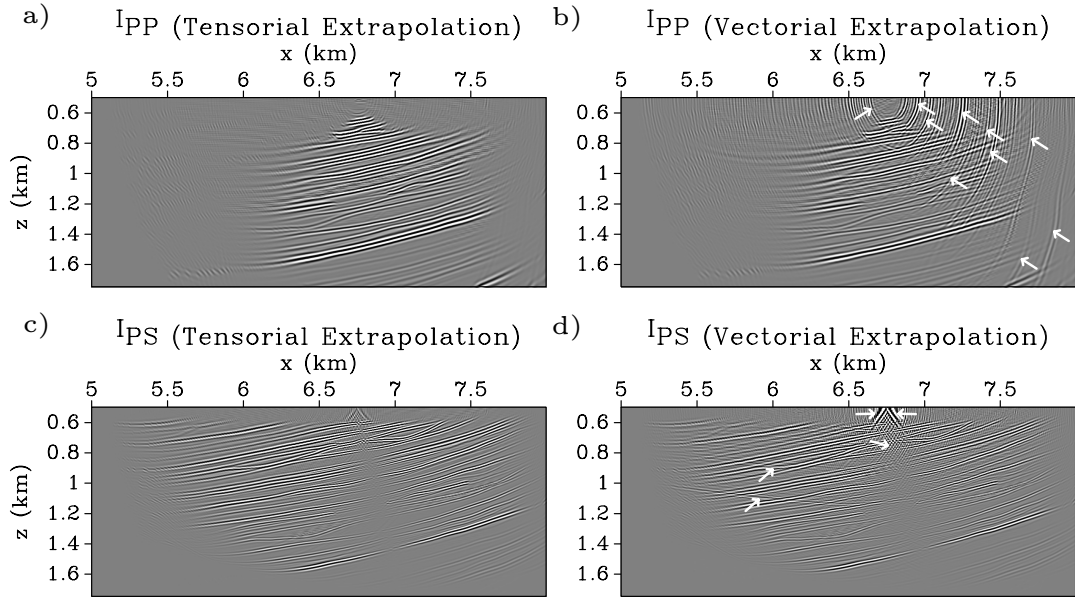 a)
I PP (Tensorial Extrapolation)
x (km)
5 5.5 6 6.5 7 7.5
0.6
0.8
1
1.2
1.4
1.6
z (km)
b)
I PP (Vectorial Extrapolation)
x (km)
5 5.5 6 6.5 7 7.5
0.6
0.8
1
1.2
1.4
1.6
z (km)
c)
I PS (Tensorial Extrapolation)
x (km)
5 5.5 6 6.5 7 7.5
0.6
0.8
1
1.2
1.4
1.6
z (km)
d)
I PS (Vectorial Extrapolation)
x (km)
5 5.5 6 6.5 7 7.5
0.6
0.8
1
1.2
1.4
1.6
z (km)